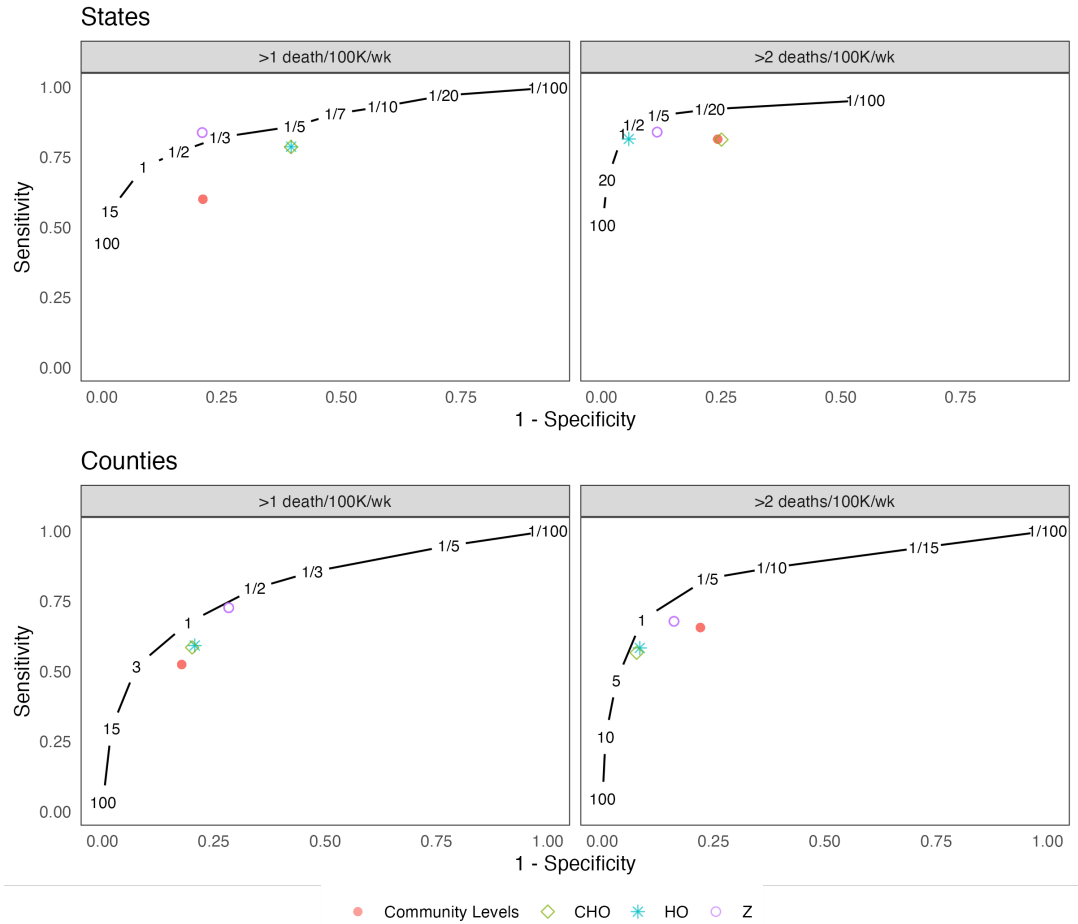 States
>1 death/100K/wk
>2 deaths/100K/wk
1.00
0.75
0.50
0.25
0.00
Sensitivity
100
15
1
1/2
1/3
1/5
1/7
1/10
1/20
1/100
100
20
1
1/2
1/5
1/20
1/100
0.00 0.25 0.50 0.75
0.00 0.25 0.50 0.75
1 - Specificity
Counties
>1 death/100K/wk
>2 deaths/100K/wk
1.00
0.75
0.50
0.25
0.00
Sensitivity
100
15
3
1
1/2
1/3
1/5
1/100
100
10
5
1
1/5
1/10
1/15
1/100
0.00 0.25 0.50 0.75 1.00
0.00 0.25 0.50 0.75 1.00
1 - Specificity
Community Levels CHO HO Z